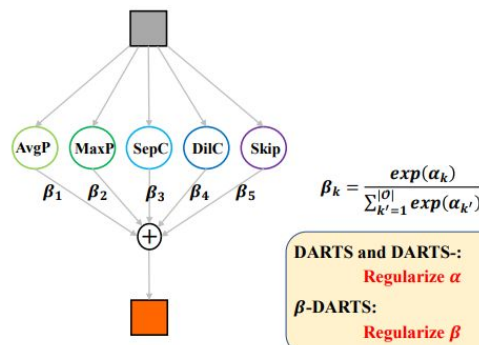 AvgP MaxP SepC DilC Skip
β₁ β₂ β₃ β₄ β₅
+
βₖ = exp(αₖ) / ∑ₖ′₌₁^|𝒪| exp(αₖ′)
DARTS and DARTS-:
Regularize α
β-DARTS:
Regularize β